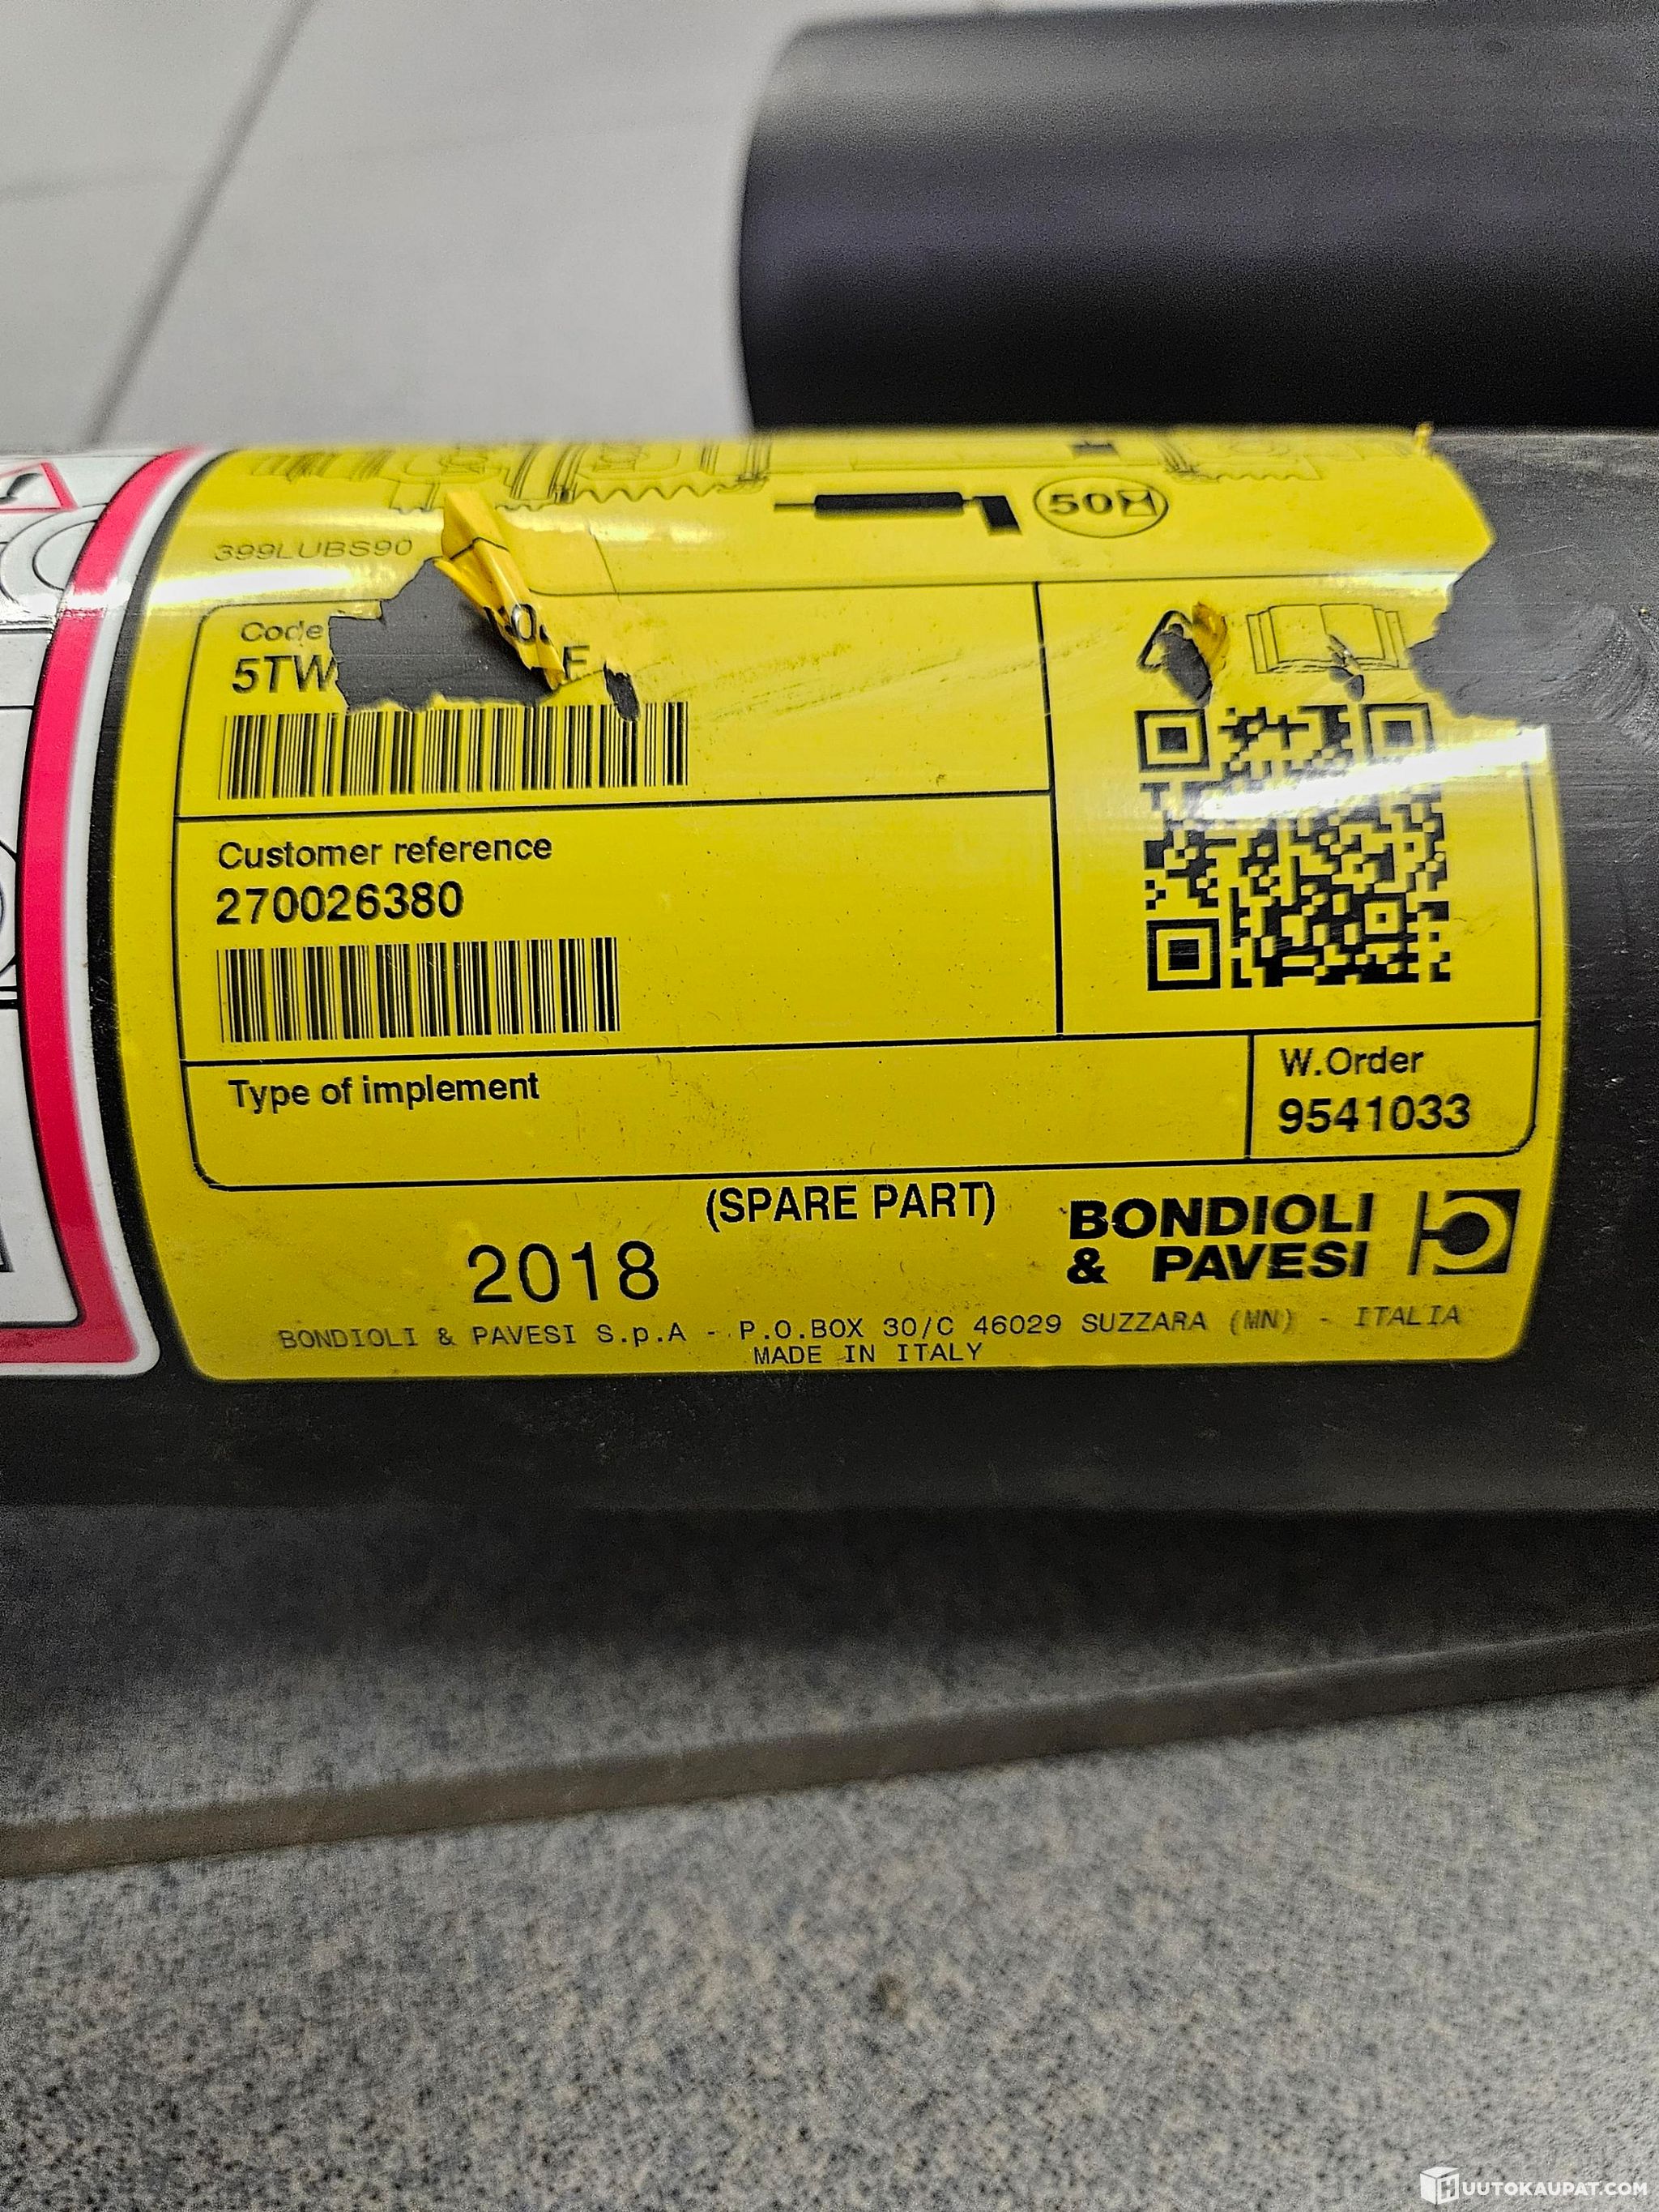 50
399LUBS90
Code
5TW
Customer reference
270026380
Type of implement
W.Order
9541033
(SPARE PART)
2018
BONDIOLI
& PAVESI
BONDIOLI & PAVESI S.p.A - P.O.BOX 30/C 46029 SUZZARA (MN) - ITALIA
MADE IN ITALY
HUUTOKAUPAT.COM